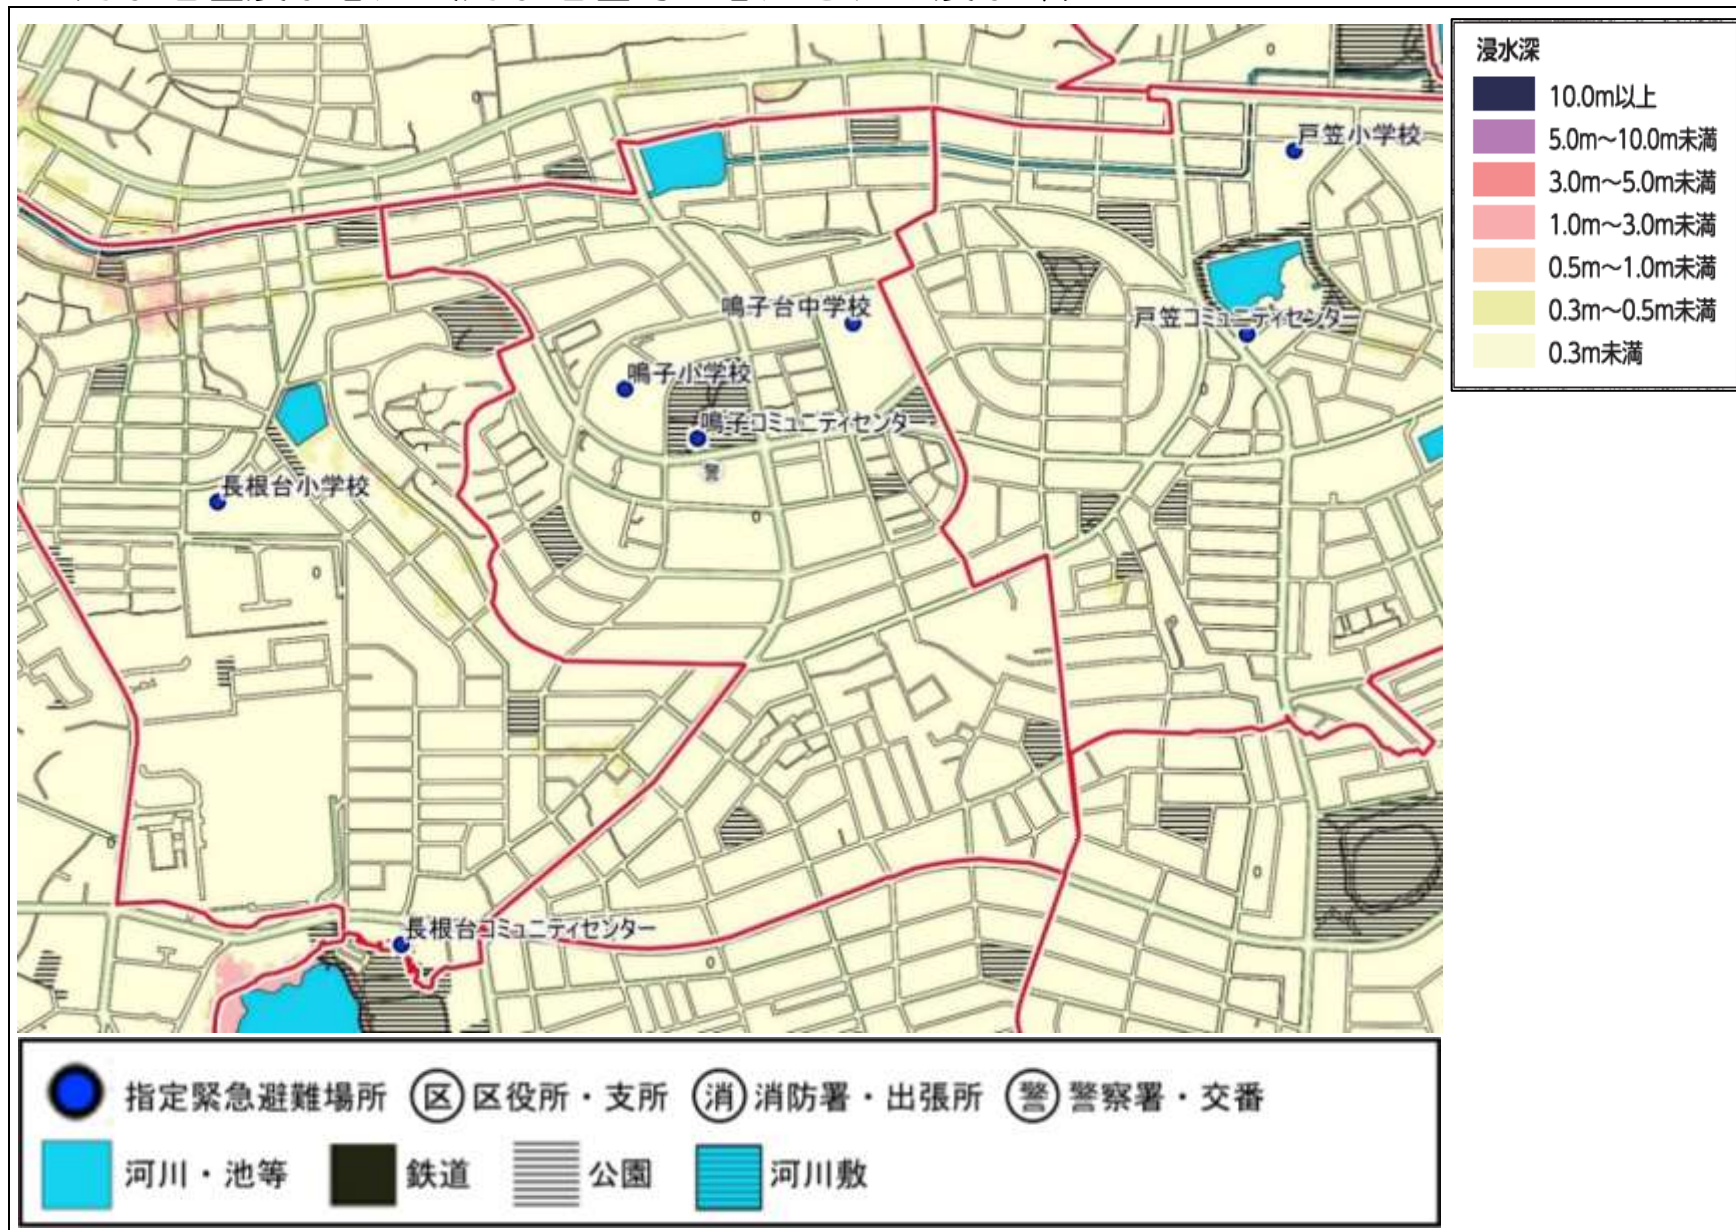 浸水深
10.0m以上
5.0m～10.0m未満
3.0m～5.0m未満
1.0m～3.0m未満
0.5m～1.0m未満
0.3m～0.5m未満
0.3m未満
戸笠小学校
鳴子台中学校
戸笠コミュニティセンター
鳴子小学校
鳴子コミュニティセンター
警
長根台小学校
長根台コミュニティセンター
指定緊急避難場所 区 区役所・支所 消 消防署・出張所 警 警察署・交番
河川・池等 鉄道 公園 河川敷